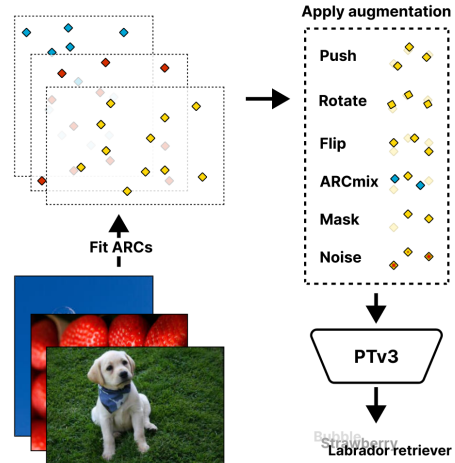 Apply augmentation
Push
Rotate
Flip
ARCmix
Mask
Noise
Fit ARCs
PTv3
Bubble
Strawberry
Labrador retriever